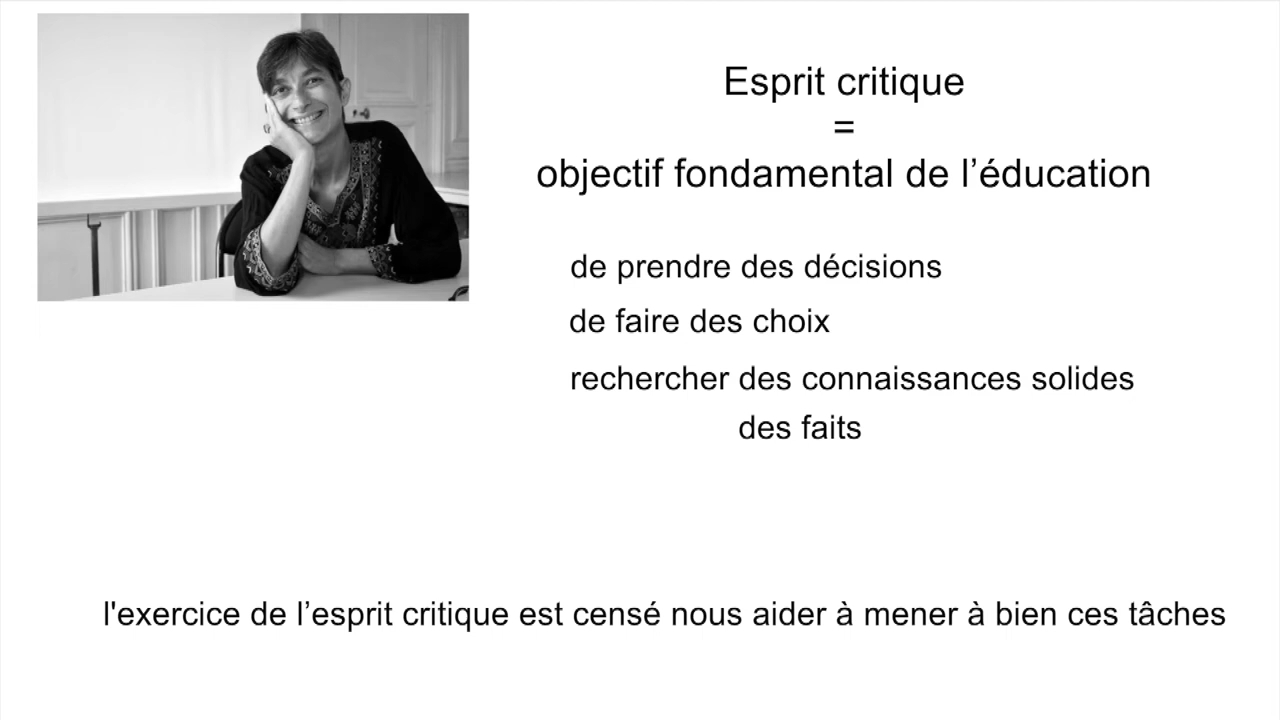 Esprit critique
=
objectif fondamental de l’éducation
de prendre des décisions
de faire des choix
rechercher des connaissances solides
des faits
l'exercice de l’esprit critique est censé nous aider à mener à bien ces tâches